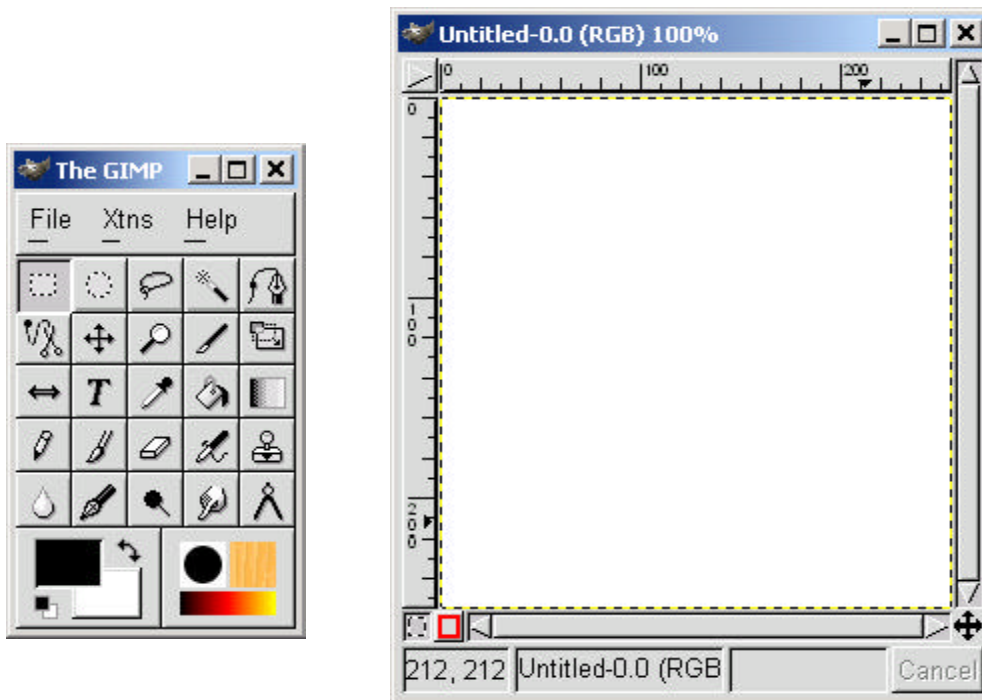 The GIMP
File Xtns Help
T
Untitled-0.0 (RGB) 100%
0 100 200
0
100
200
212, 212 Untitled-0.0 (RGB Cancel